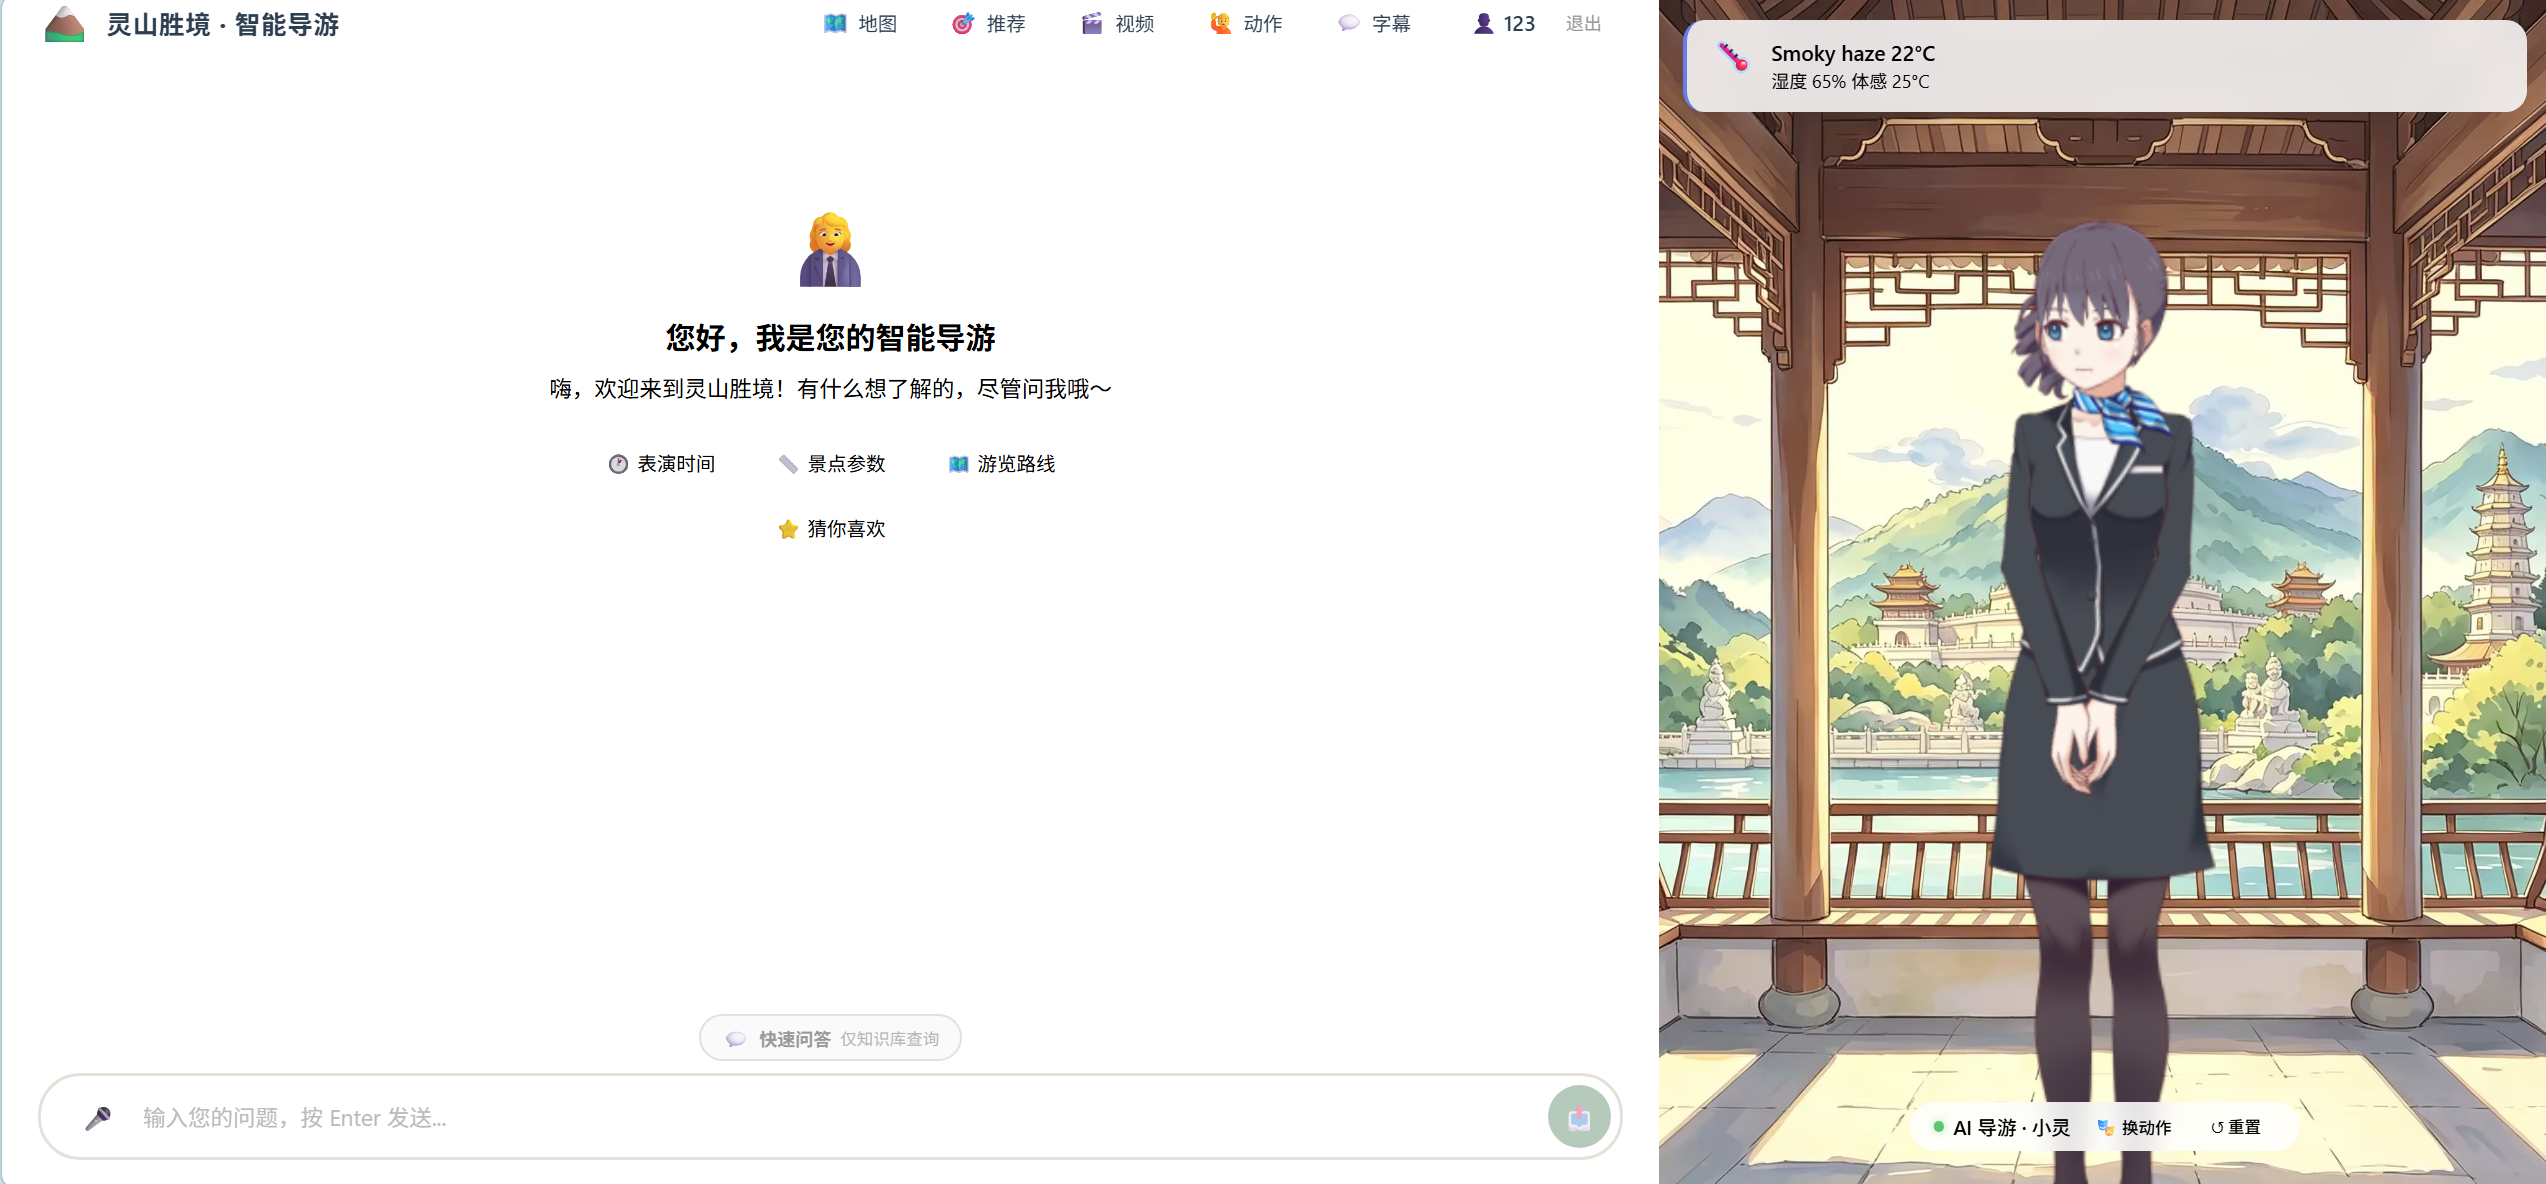 灵山胜境 · 智能导游
地图 推荐 视频 动作 字幕 123 退出
Smoky haze 22°C
湿度 65% 体感 25°C
您好，我是您的智能导游
嗨，欢迎来到灵山胜境！有什么想了解的，尽管问我哦～
表演时间 景点参数 游览路线
猜你喜欢
快速问答 仅知识库查询
输入您的问题，按 Enter 发送...
AI 导游 · 小灵 换动作 ↺ 重置